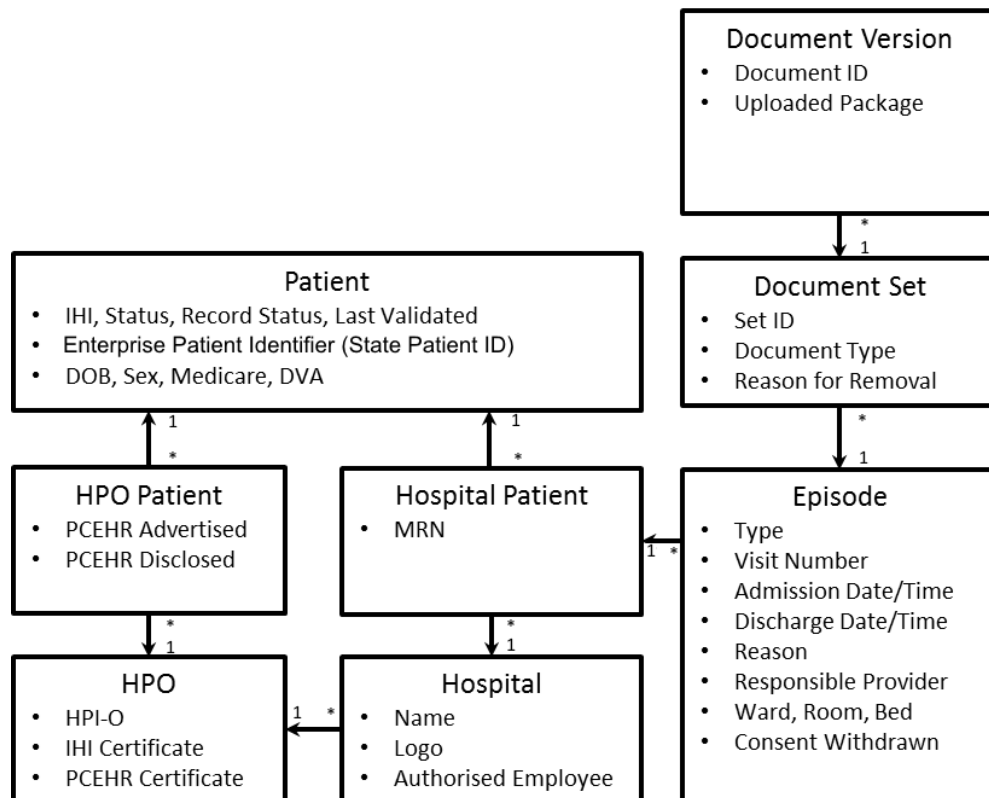 Document Version
• Document ID
• Uploaded Package
*
1
Patient
• IHI, Status, Record Status, Last Validated
• Enterprise Patient Identifier (State Patient ID)
• DOB, Sex, Medicare, DVA
Document Set
• Set ID
• Document Type
• Reason for Removal
1
*
1
*
*
1
HPO Patient
• PCEHR Advertised
• PCEHR Disclosed
Hospital Patient
• MRN
1
*
Episode
• Type
• Visit Number
• Admission Date/Time
• Discharge Date/Time
• Reason
• Responsible Provider
• Ward, Room, Bed
• Consent Withdrawn
*
1
*
1
HPO
• HPI-O
• IHI Certificate
• PCEHR Certificate
1
*
Hospital
• Name
• Logo
• Authorised Employee